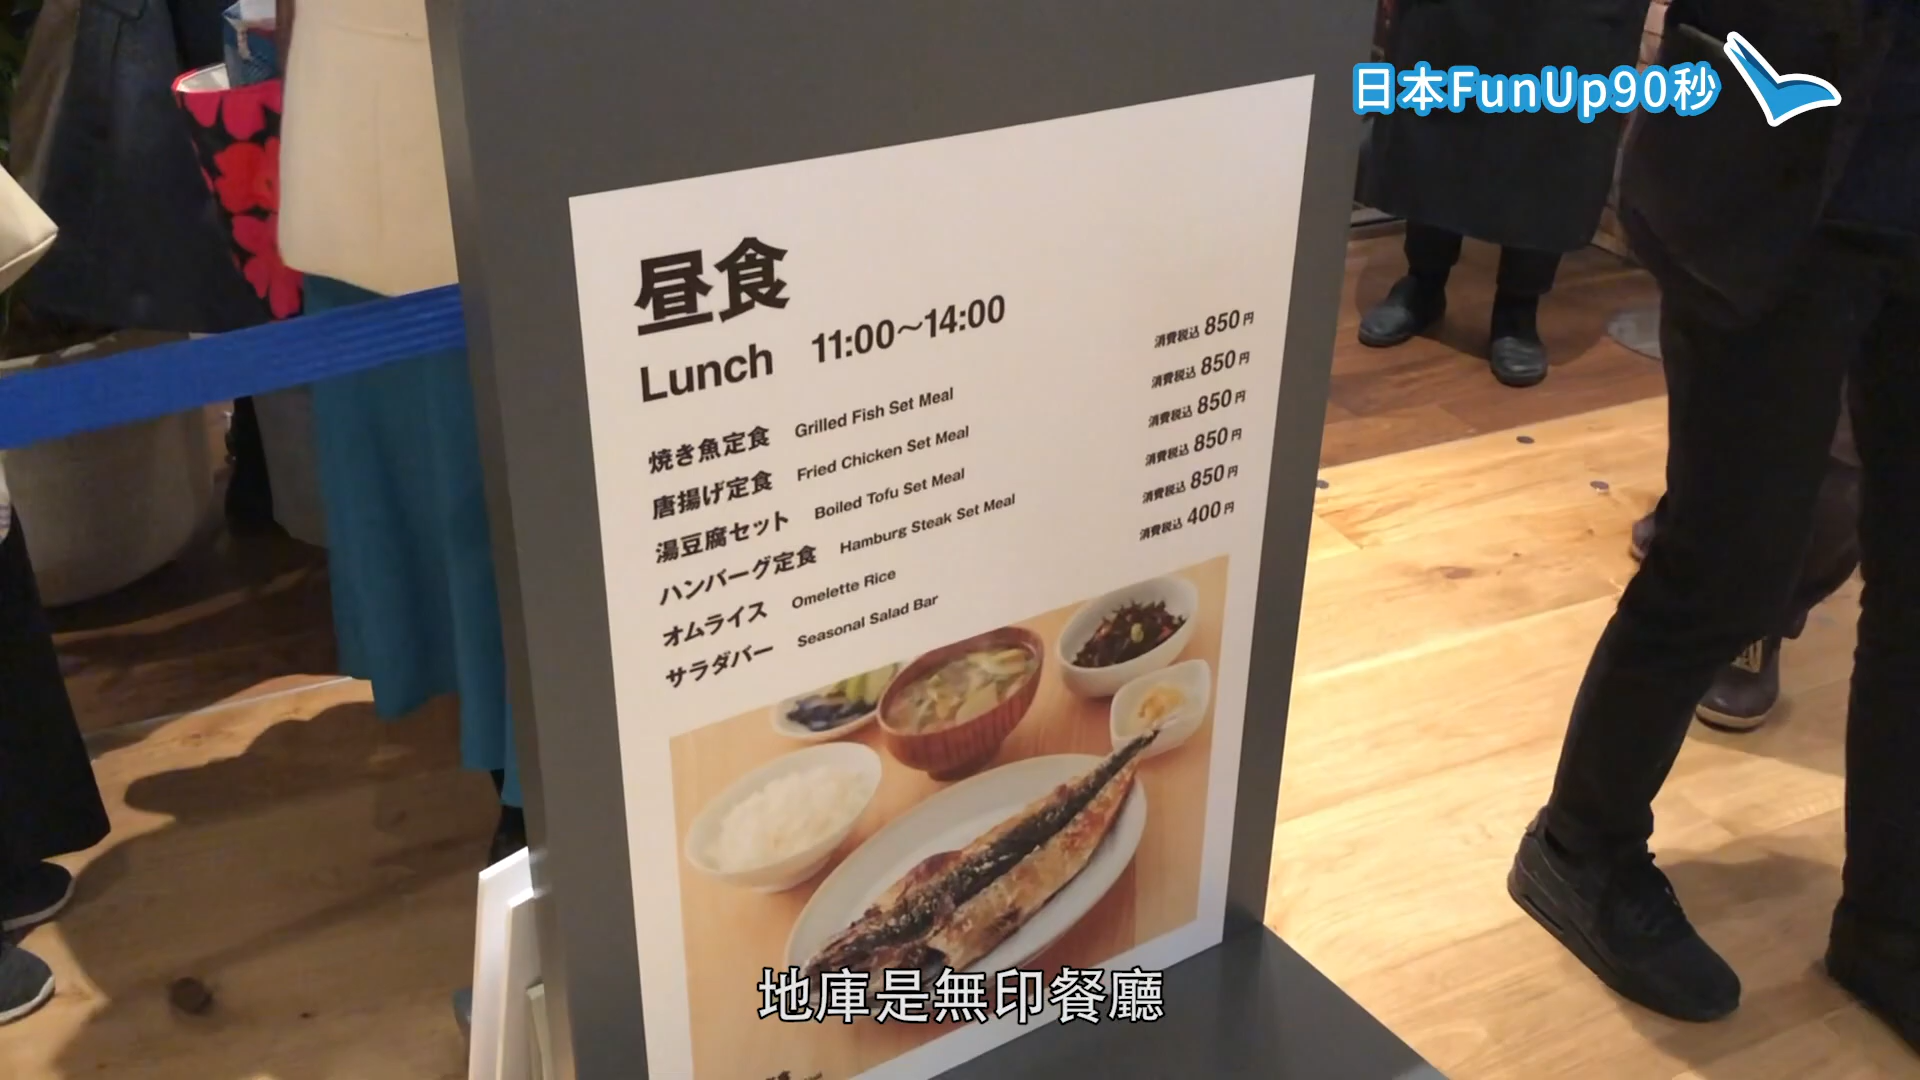 日本FunUp90秒
昼食
Lunch 11:00〜14:00
焼き魚定食 Grilled Fish Set Meal 消費税込 850円
唐揚げ定食 Fried Chicken Set Meal 消費税込 850円
湯豆腐セット Boiled Tofu Set Meal 消費税込 850円
ハンバーグ定食 Hamburg Steak Set Meal 消費税込 850円
オムライス Omelette Rice 消費税込 850円
サラダバー Seasonal Salad Bar 消費税込 400円
地庫是無印餐廳